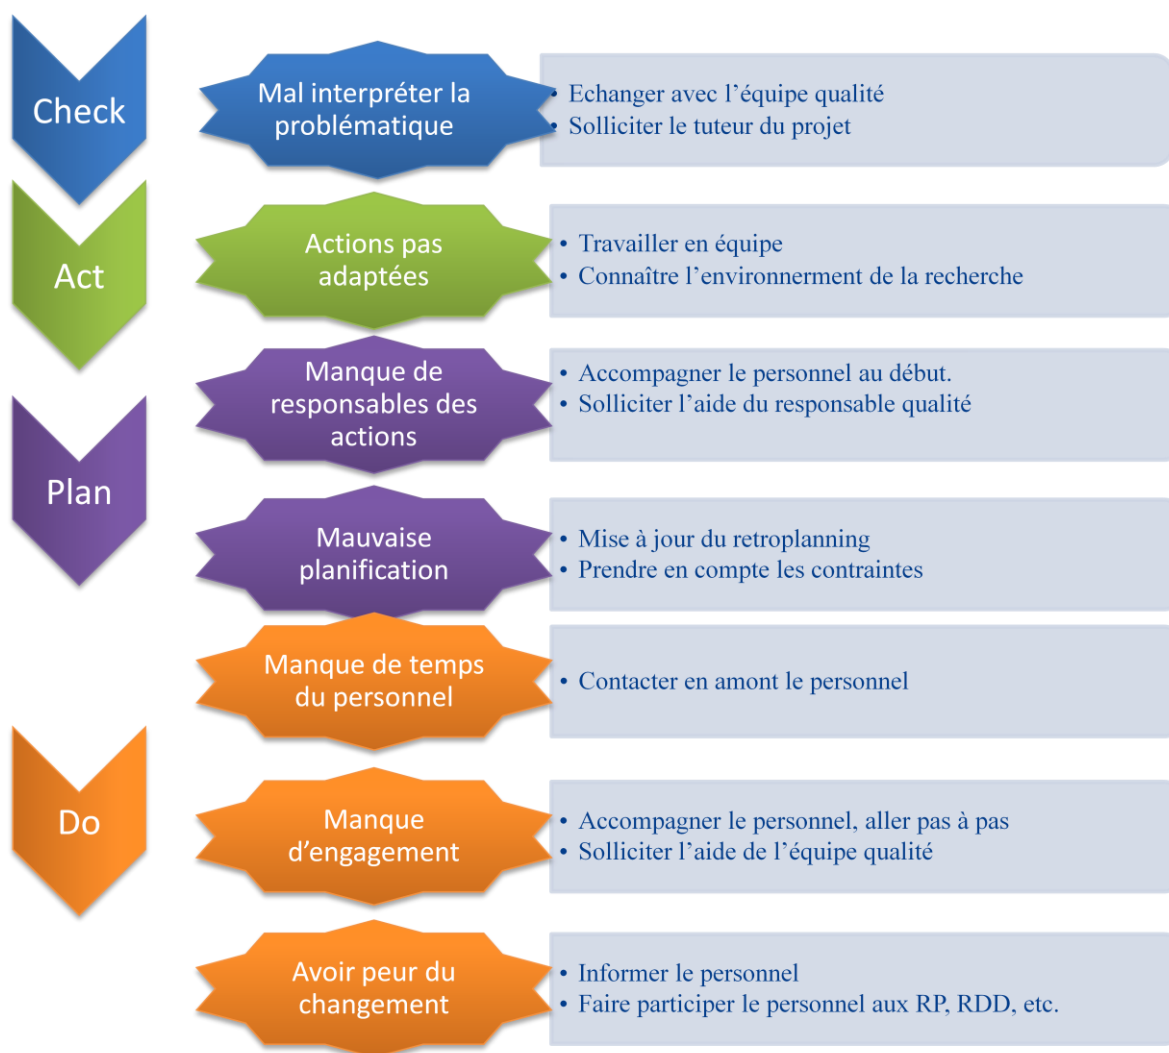 Check
Mal interpréter la
problématique
• Echanger avec l’équipe qualité
• Solliciter le tuteur du projet
Act
Actions pas
adaptées
• Travailler en équipe
• Connaître l’environnerment de la recherche
Plan
Manque de
responsables des
actions
• Accompagner le personnel au début.
• Solliciter l’aide du responsable qualité
Mauvaise
planification
• Mise à jour du retroplanning
• Prendre en compte les contraintes
Do
Manque de temps
du personnel
• Contacter en amont le personnel
Manque
d’engagement
• Accompagner le personnel, aller pas à pas
• Solliciter l’aide de l’équipe qualité
Avoir peur du
changement
• Informer le personnel
• Faire participer le personnel aux RP, RDD, etc.